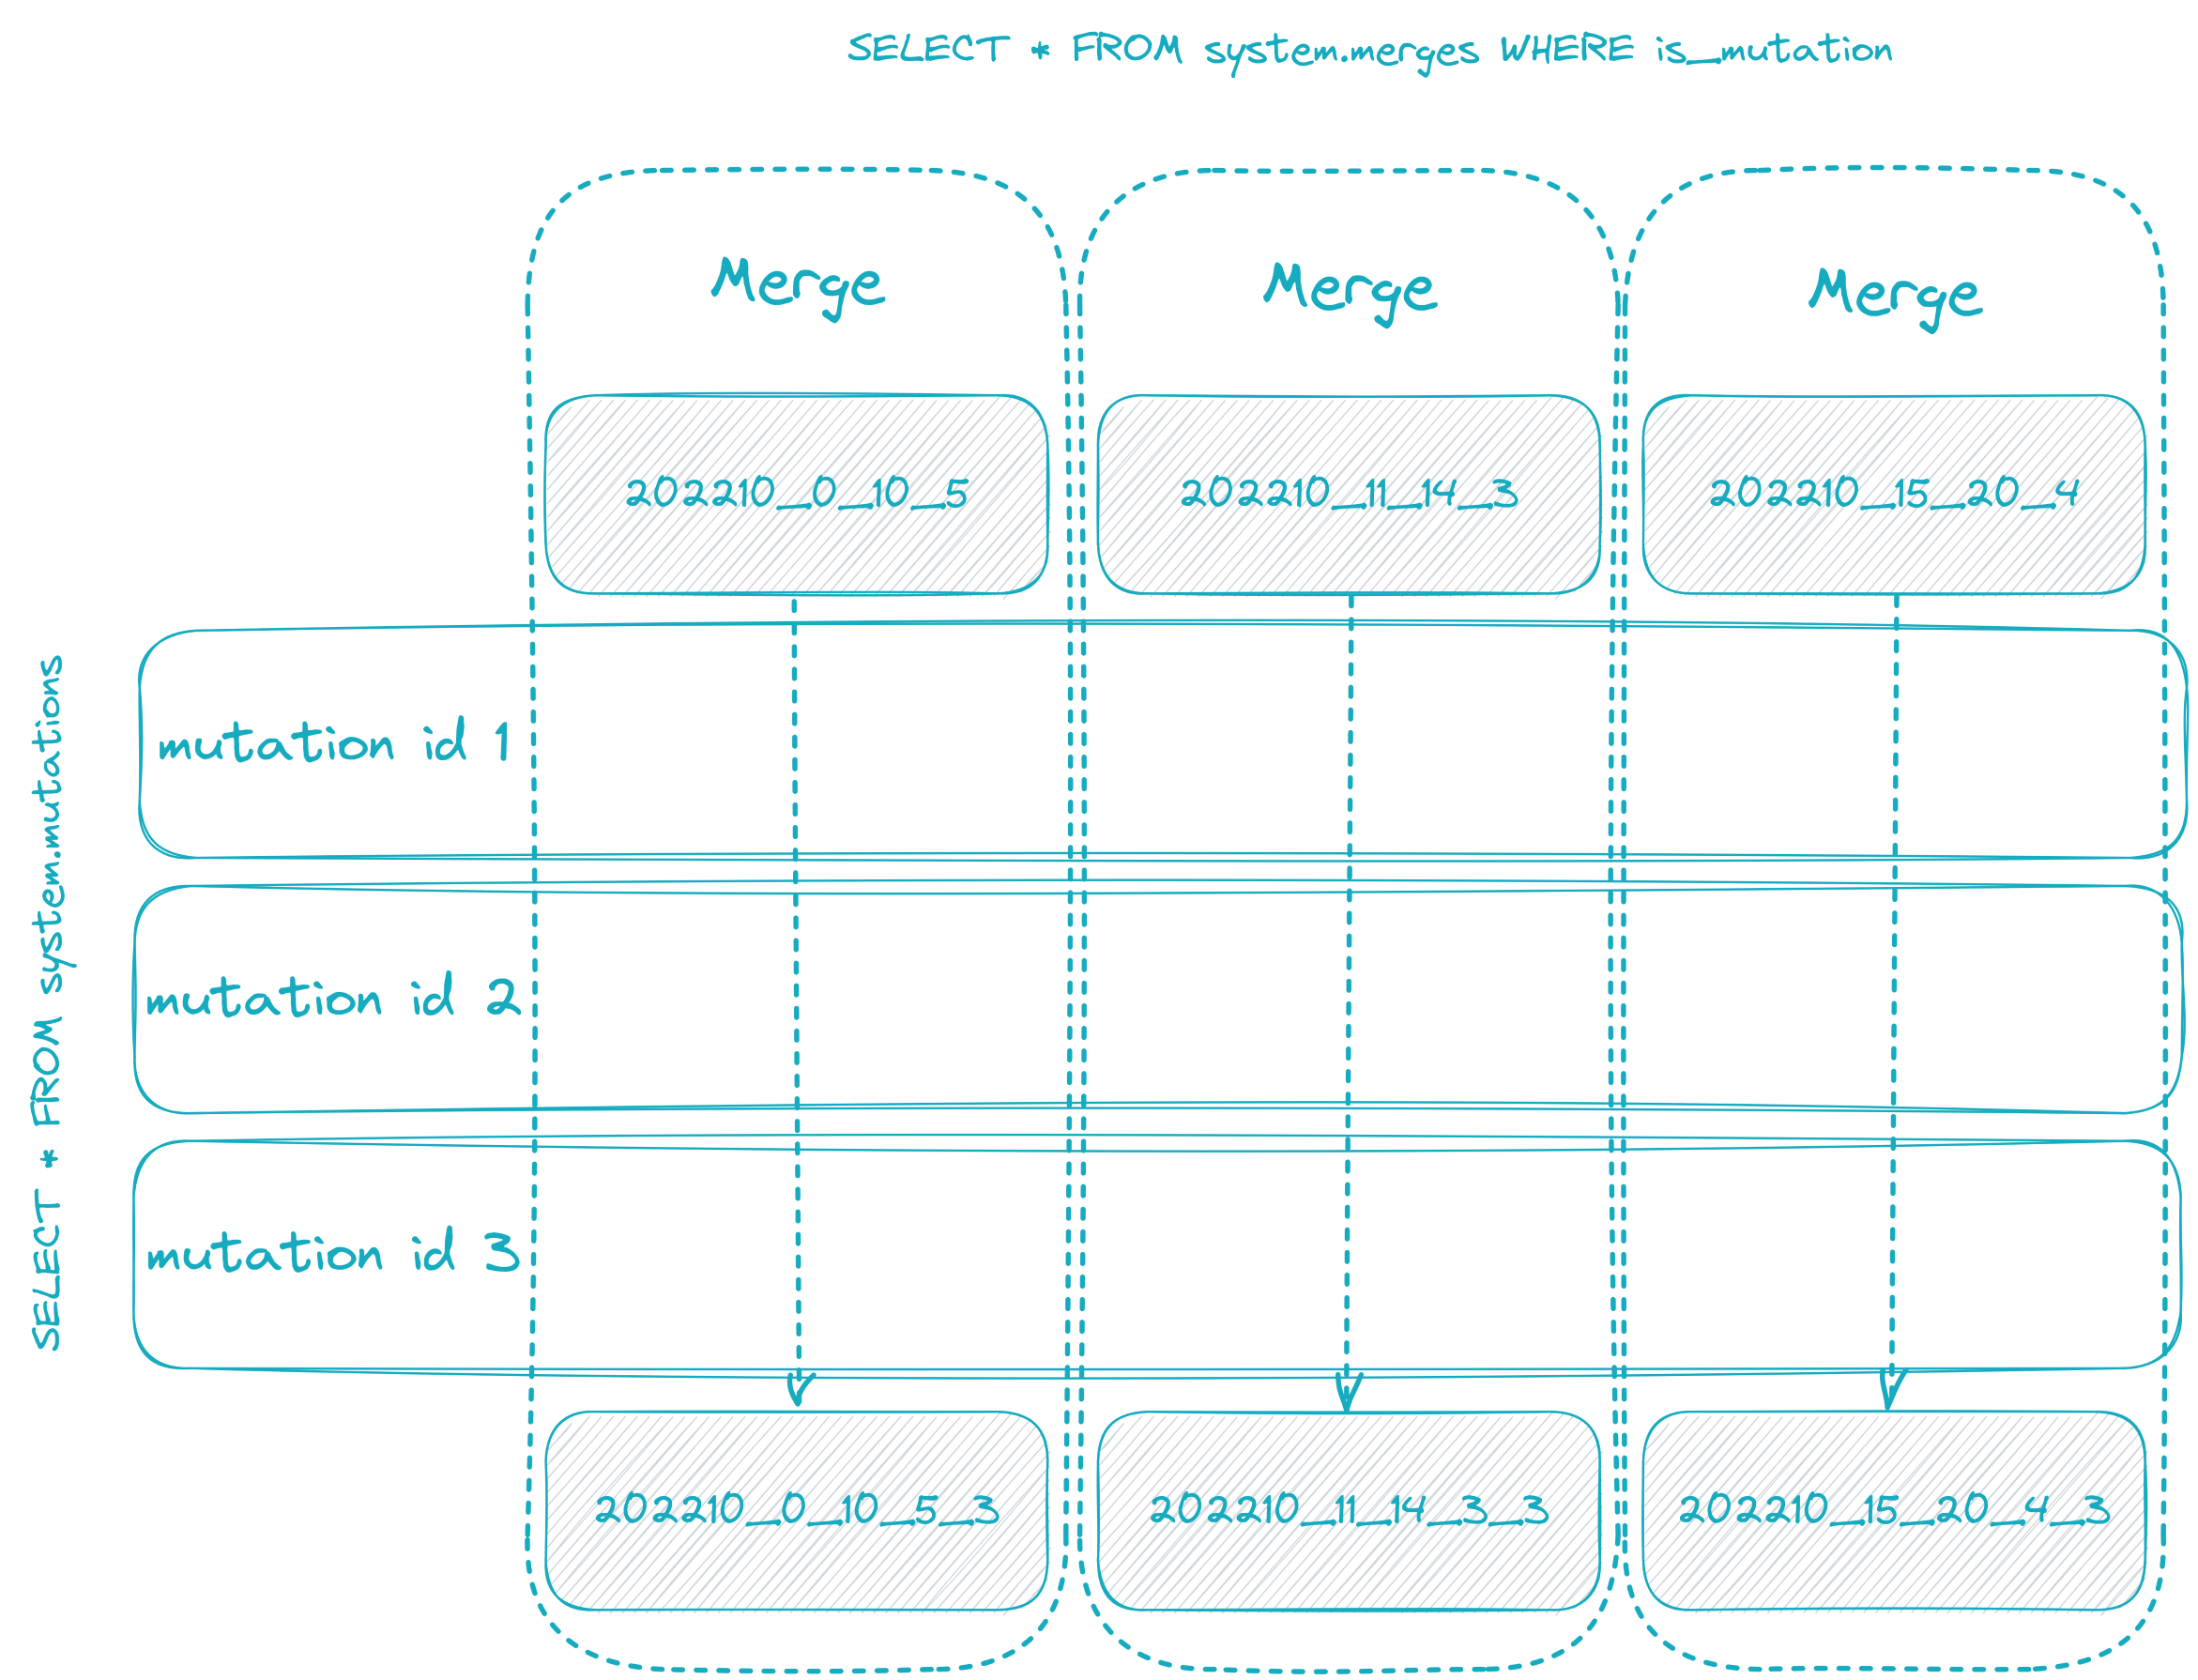 SELECT * FROM system.merges WHERE is_mutation
Merge
Merge
Merge
202210_0_10_5
202210_11_14_3
202210_15_20_4
SELECT * FROM system.mutations
mutation id 1
mutation id 2
mutation id 3
202210_0_10_5_3
202210_11_14_3_3
202210_15_20_4_3